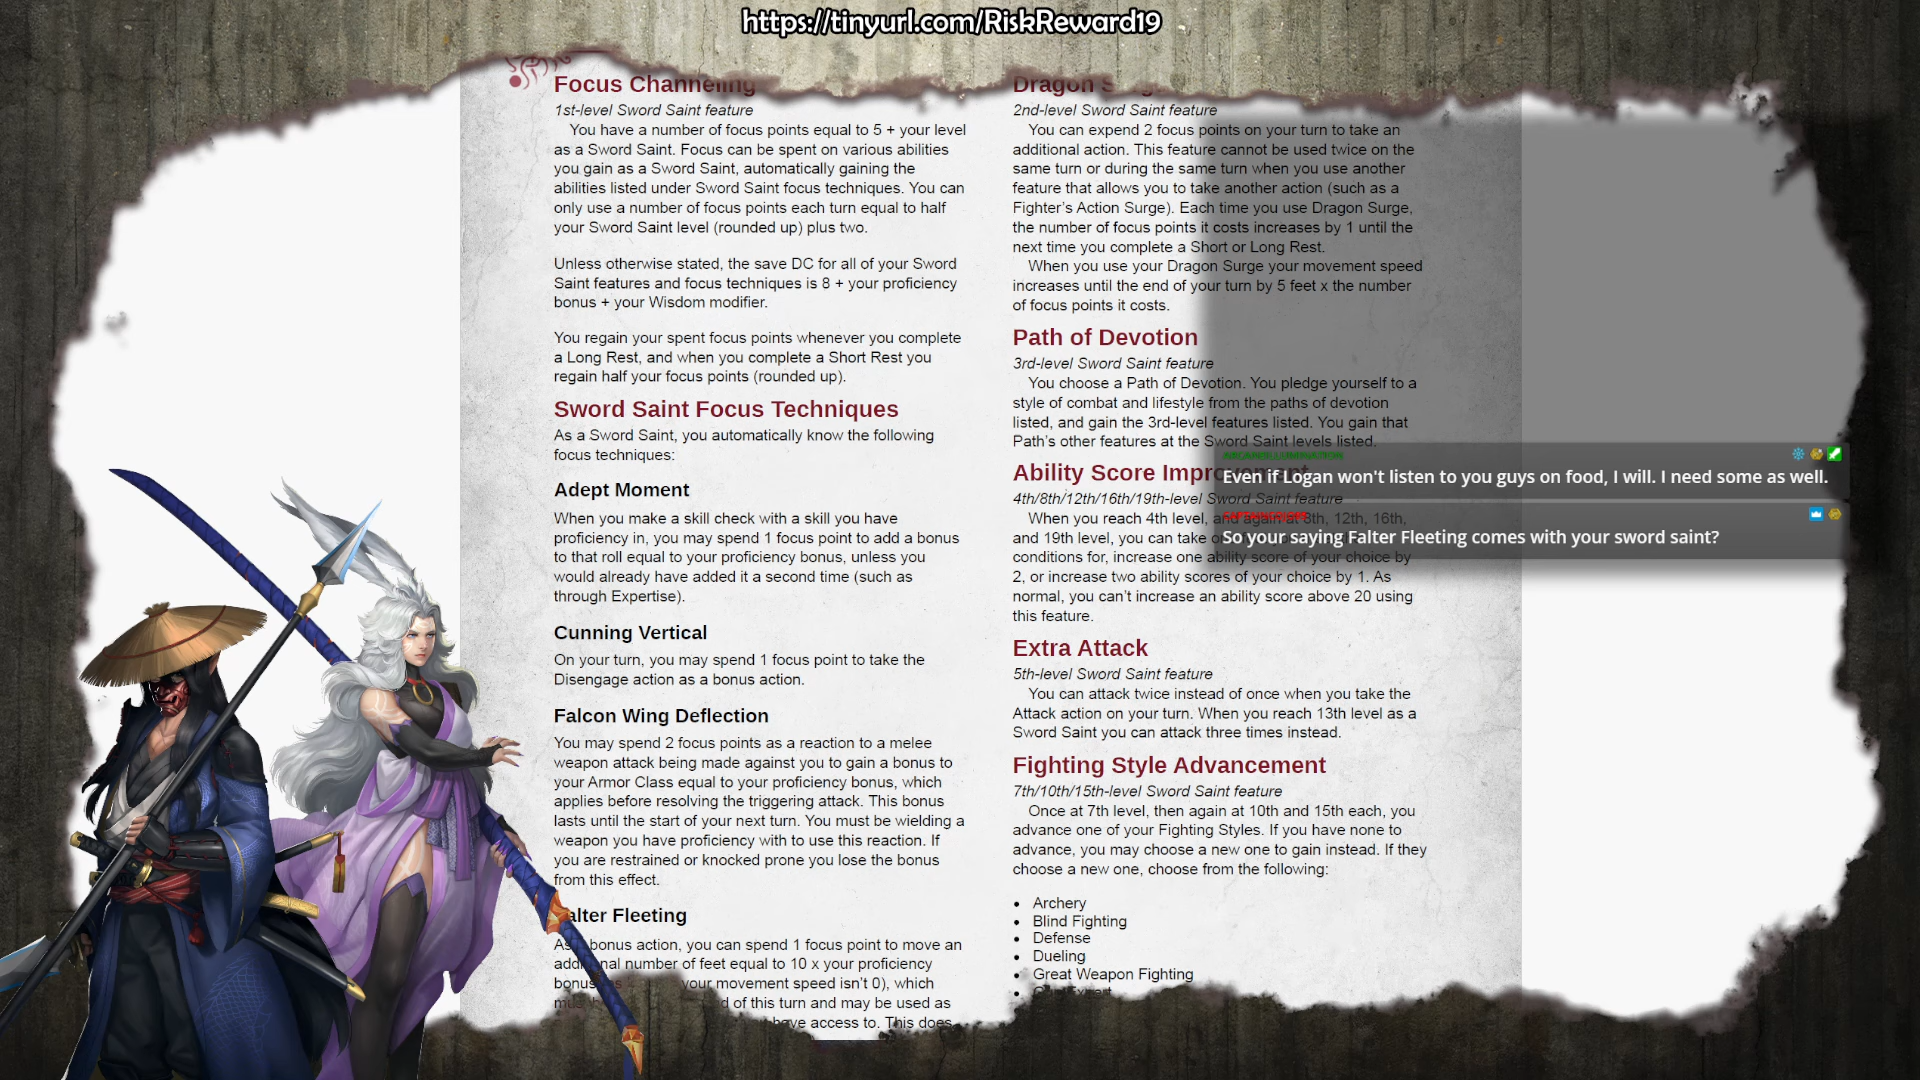 https://tinyurl.com/RiskReward19
Focus Channeling
1st-level Sword Saint feature
You have a number of focus points equal to 5 + your level
as a Sword Saint. Focus can be spent on various abilities
you gain as a Sword Saint, automatically gaining the
abilities listed under Sword Saint focus techniques. You can
only use a number of focus points each turn equal to half
your Sword Saint level (rounded up) plus two.
Unless otherwise stated, the save DC for all of your Sword
Saint features and focus techniques is 8 + your proficiency
bonus + your Wisdom modifier.
You regain your spent focus points whenever you complete
a Long Rest, and when you complete a Short Rest you
regain half your focus points (rounded up).
Sword Saint Focus Techniques
As a Sword Saint, you automatically know the following
focus techniques:
Adept Moment
When you make a skill check with a skill you have
proficiency in, you may spend 1 focus point to add a bonus
to that roll equal to your proficiency bonus, unless you
would already have added it a second time (such as
through Expertise).
Cunning Vertical
On your turn, you may spend 1 focus point to take the
Disengage action as a bonus action.
Falcon Wing Deflection
You may spend 2 focus points as a reaction to a melee
weapon attack being made against you to gain a bonus to
your Armor Class equal to your proficiency bonus, which
applies before resolving the triggering attack. This bonus
lasts until the start of your next turn. You must be wielding a
weapon you have proficiency with to use this reaction. If
you are restrained or knocked prone you lose the bonus
from this effect.
alter Fleeting
As bonus action, you can spend 1 focus point to move an
nal number of feet equal to 10 x your proficiency
bonus your movement speed isn't 0), which
d of this turn and may be used as
have access to. This does
Dragon S
2nd-level Sword Saint feature
You can expend 2 focus points on your turn to take an
additional action. This feature cannot be used twice on the
same turn or during the same turn when you use another
feature that allows you to take another action (such as a
Fighter's Action Surge). Each time you use Dragon Surge,
the number of focus points it costs increases by 1 until the
next time you complete a Short or Long Rest.
When you use your Dragon Surge your movement speed
increases until the end of your turn by 5 feet x the number
of focus points it costs.
Path of Devotion
3rd-level Sword Saint feature
You choose a Path of Devotion. You pledge yourself to a
style of combat and lifestyle from the paths of devotion
listed, and gain the 3rd-level features listed. You gain that
Path's other features at the Sword Saint levels listed.
Ability Score Improvement
4th/8th/12th/16th/19th-level Sword Saint feature
When you reach 4th level, and again at 8th, 12th, 16th,
and 19th level, you can take
conditions for, increase one ability score of your choice by
2, or increase two ability scores of your choice by 1. As
normal, you can't increase an ability score above 20 using
this feature.
Extra Attack
5th-level Sword Saint feature
You can attack twice instead of once when you take the
Attack action on your turn. When you reach 13th level as a
Sword Saint you can attack three times instead.
Fighting Style Advancement
7th/10th/15th-level Sword Saint feature
Once at 7th level, then again at 10th and 15th each, you
advance one of your Fighting Styles. If you have none to
advance, you may choose a new one to gain instead. If they
choose a new one, choose from the following:
• Archery
• Blind Fighting
• Defense
• Dueling
• Great Weapon Fighting
ARCANEILLUMINATION
Even if Logan won't listen to you guys on food, I will. I need some as well.
So your saying Falter Fleeting comes with your sword saint?